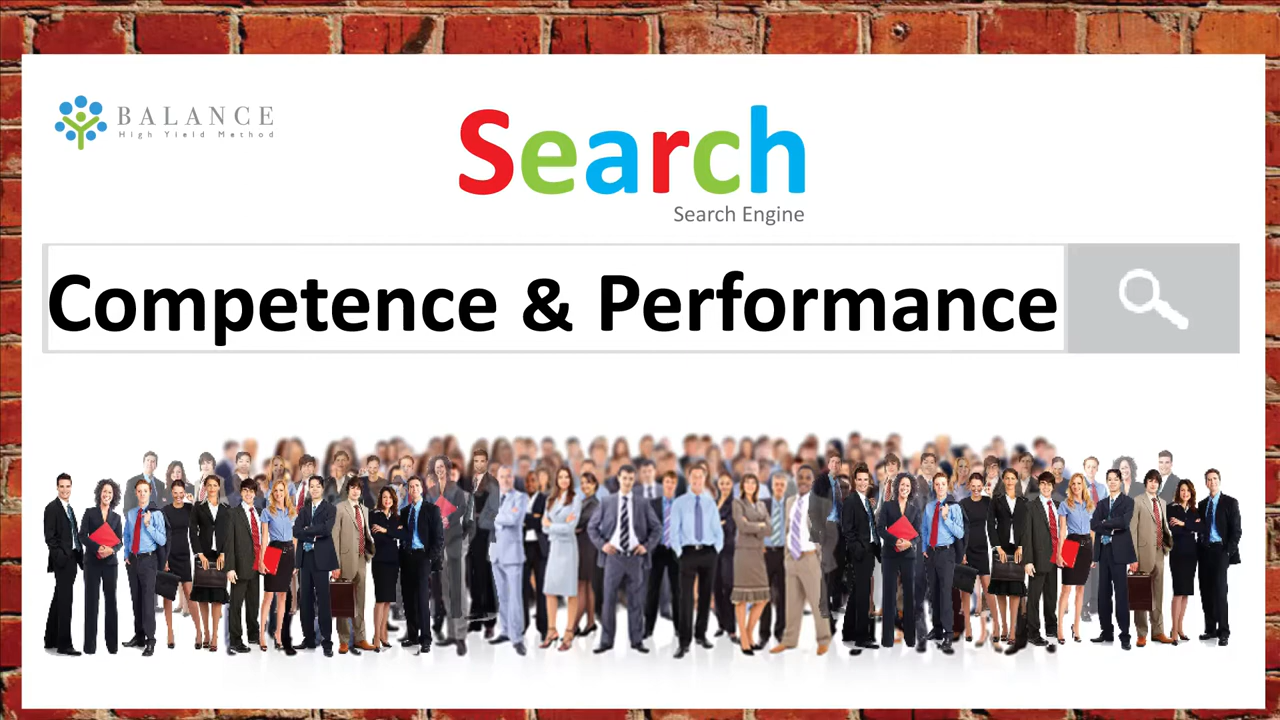 BALANCE
High Yield Method
Search
Search Engine
Competence & Performance